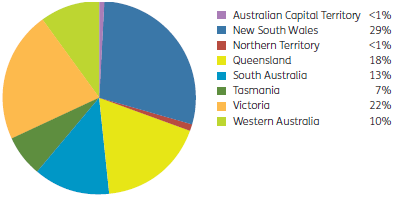 Australian Capital Territory <1%
New South Wales 29%
Northern Territory <1%
Queensland 18%
South Australia 13%
Tasmania 7%
Victoria 22%
Western Australia 10%